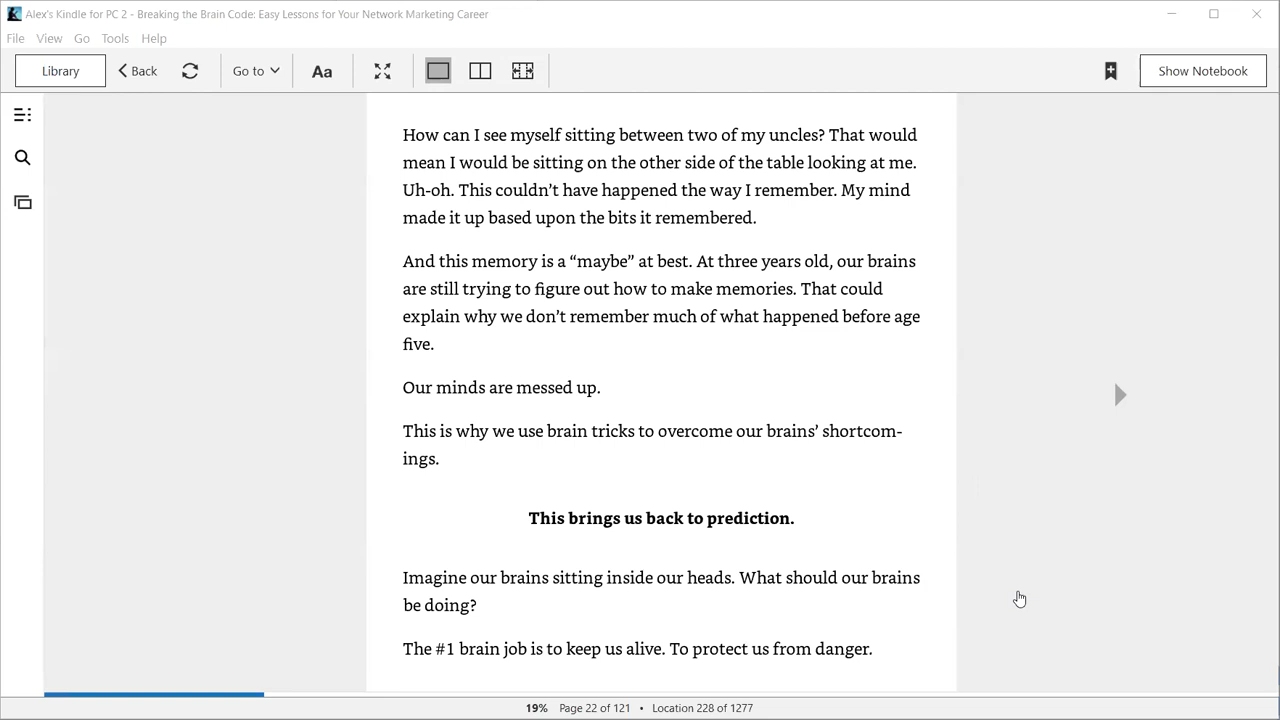 Alex's Kindle for PC 2 - Breaking the Brain Code: Easy Lessons for Your Network Marketing Career
File View Go Tools Help
Library Back Go to Aa Show Notebook
How can I see myself sitting between two of my uncles? That would
mean I would be sitting on the other side of the table looking at me.
Uh-oh. This couldn’t have happened the way I remember. My mind
made it up based upon the bits it remembered.
And this memory is a “maybe” at best. At three years old, our brains
are still trying to figure out how to make memories. That could
explain why we don’t remember much of what happened before age
five.
Our minds are messed up.
This is why we use brain tricks to overcome our brains’ shortcom-
ings.
This brings us back to prediction.
Imagine our brains sitting inside our heads. What should our brains
be doing?
The #1 brain job is to keep us alive. To protect us from danger.
19% Page 22 of 121 • Location 228 of 1277